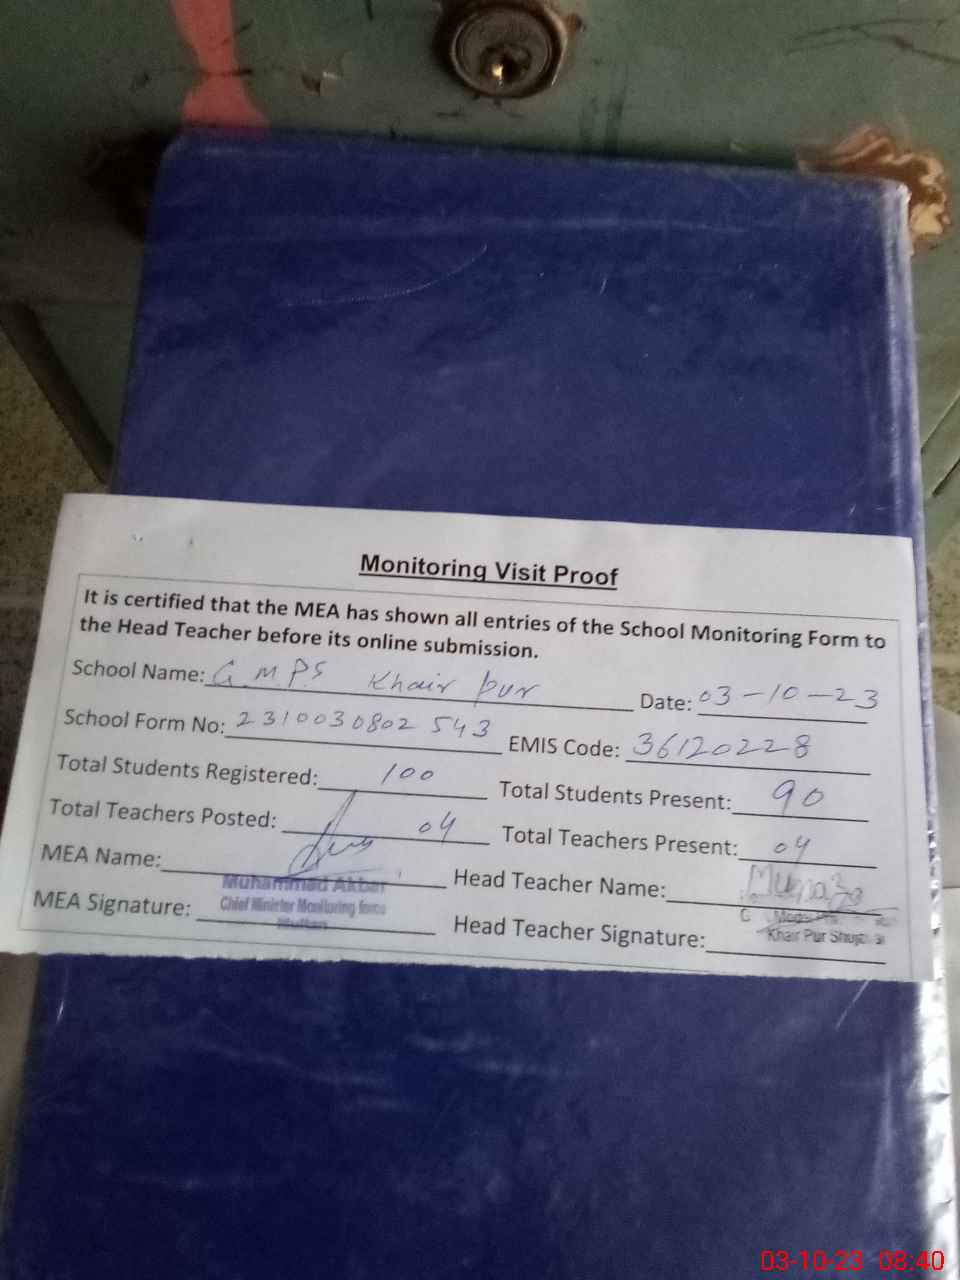 Monitoring Visit Proof
It is certified that the MEA has shown all entries of the School Monitoring Form to
the Head Teacher before its online submission.
School Name: G.M.P.S Khair pur Date: 03-10-23
School Form No: 2310030802543 EMIS Code: 36120228
Total Students Registered: 100 Total Students Present: 90
Total Teachers Posted: 04 Total Teachers Present: 04
MEA Name: Head Teacher Name:
Muhammad Akbar
Chief Minister Monitoring force
Multan
Khair Pur
MEA Signature: Head Teacher Signature:
03-10-23 08:40